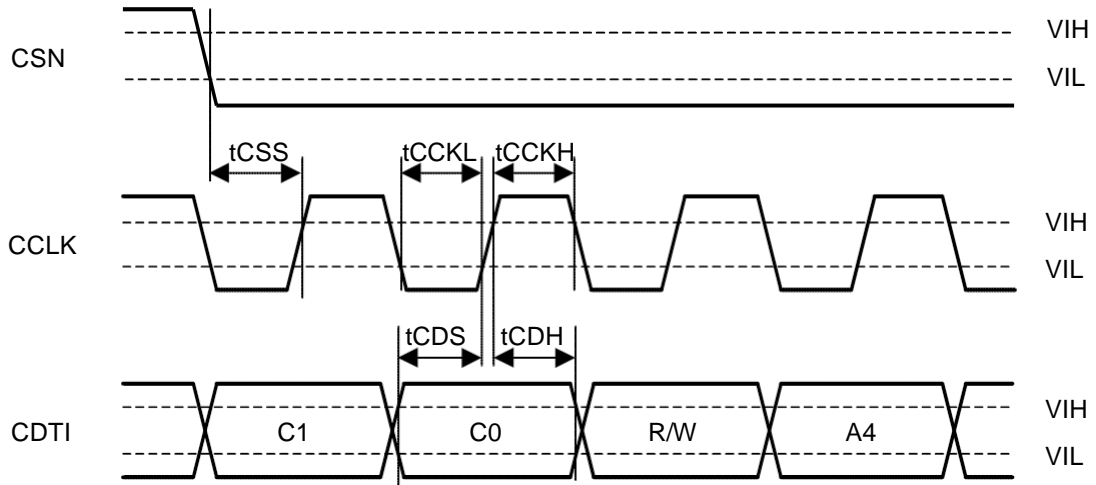 CSN
VIH
VIL
tCSS
tCCKL
tCCKH
CCLK
VIH
VIL
tCDS
tCDH
CDTI
C1
C0
R/W
A4
VIH
VIL